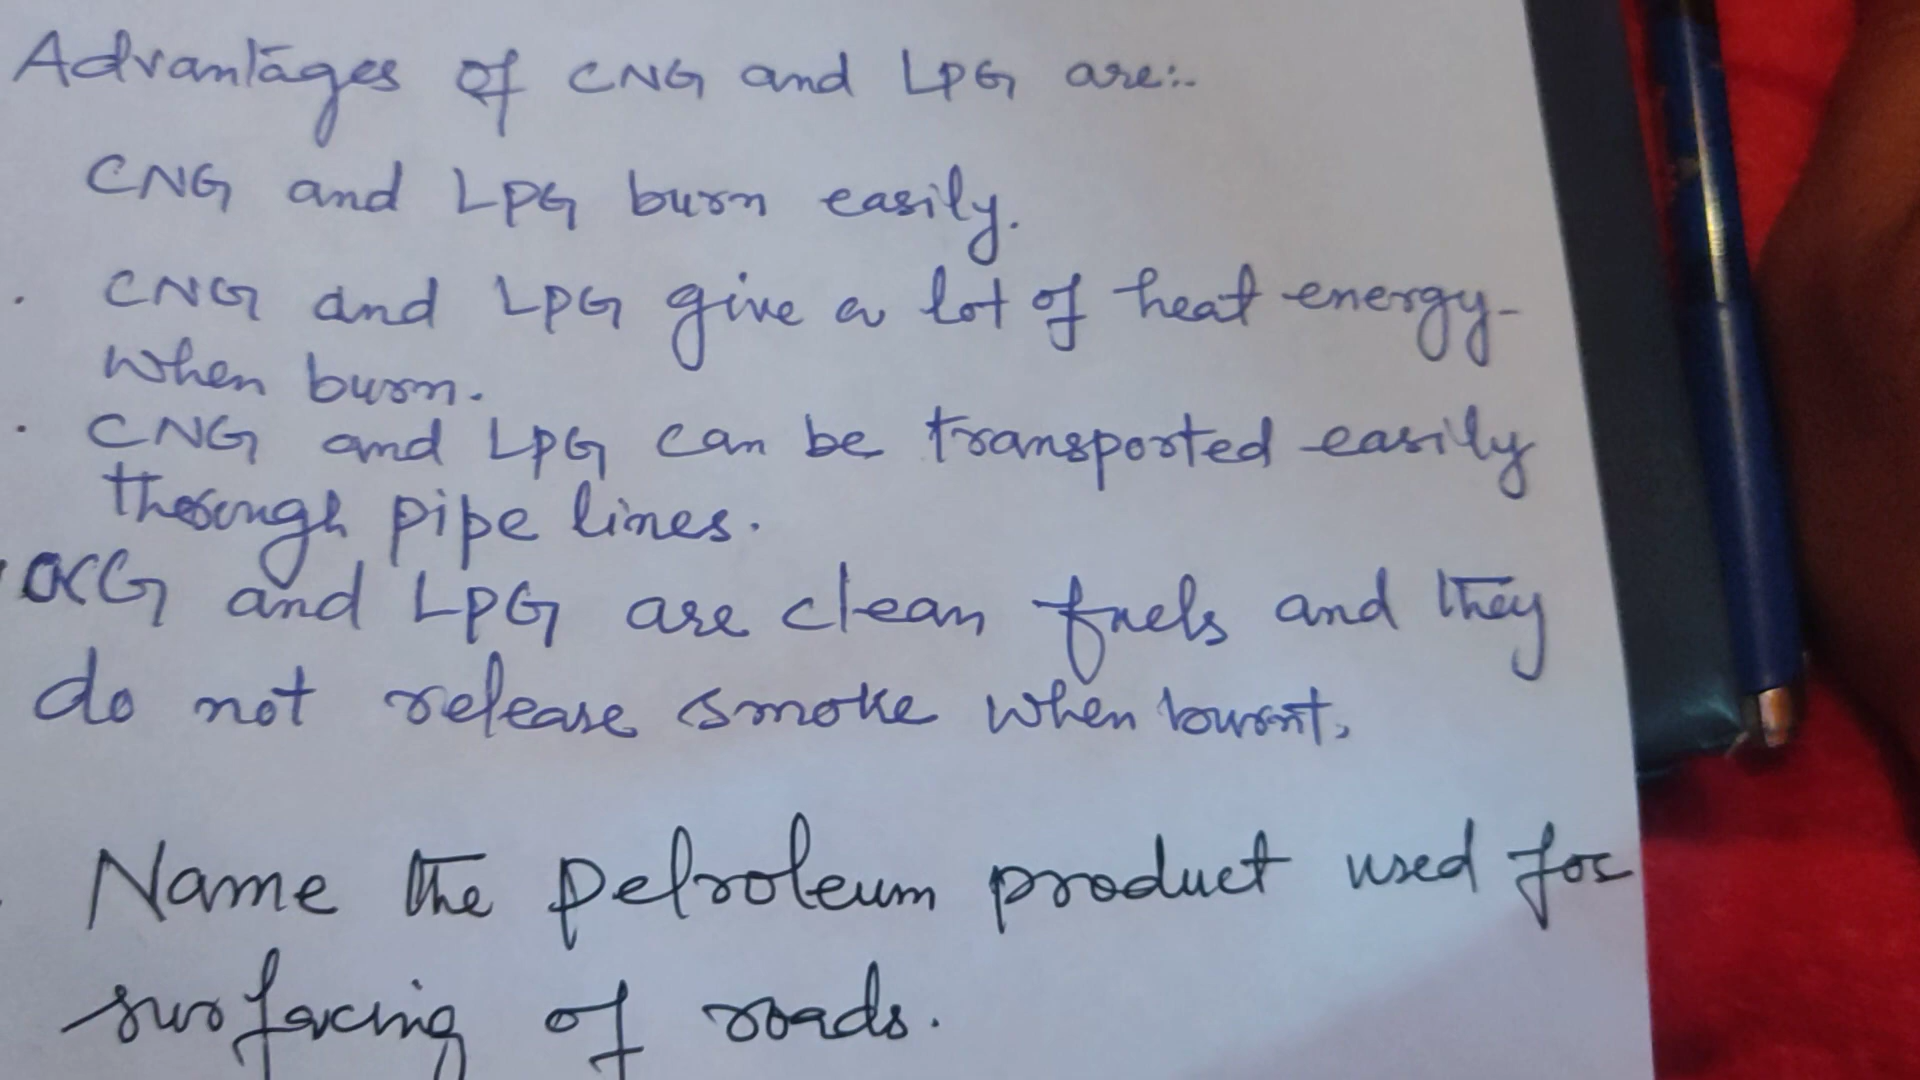 Advantages of CNG and LPG are:-
CNG and LPG burn easily.
· CNG and LPG give a lot of heat energy-
when burn.
· CNG and LPG can be transported easily
through pipe lines.
· and LPG are clean fuels and they
do not release smoke when burnt.
Name the petroleum product used for
surfacing of roads.